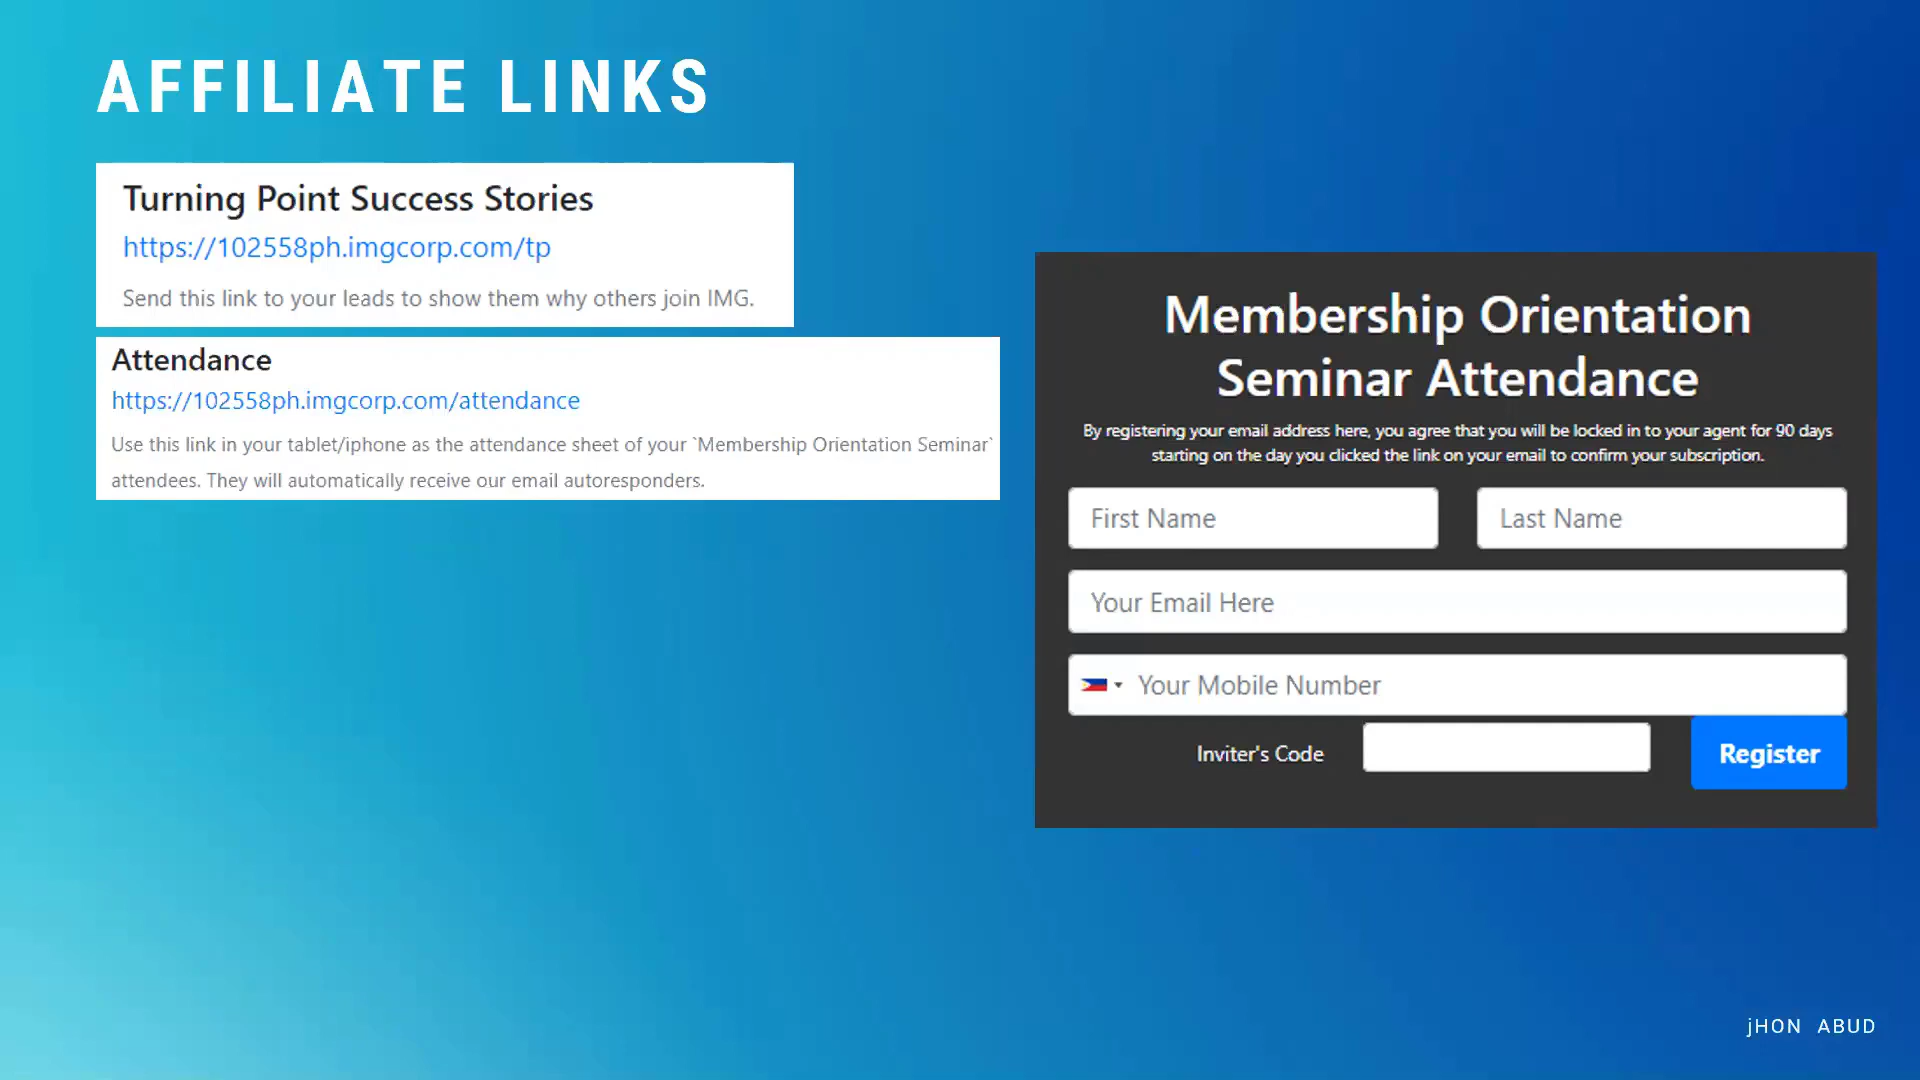 AFFILIATE LINKS
Turning Point Success Stories
https://102558ph.imgcorp.com/tp
Send this link to your leads to show them why others join IMG.
Attendance
https://102558ph.imgcorp.com/attendance
Use this link in your tablet/iphone as the attendance sheet of your `Membership Orientation Seminar`
attendees. They will automatically receive our email autoresponders.
Membership Orientation
Seminar Attendance
By registering your email address here, you agree that you will be locked in to your agent for 90 days
starting on the day you clicked the link on your email to confirm your subscription.
First Name
Last Name
Your Email Here
Your Mobile Number
Inviter's Code
Register
jHON ABUD